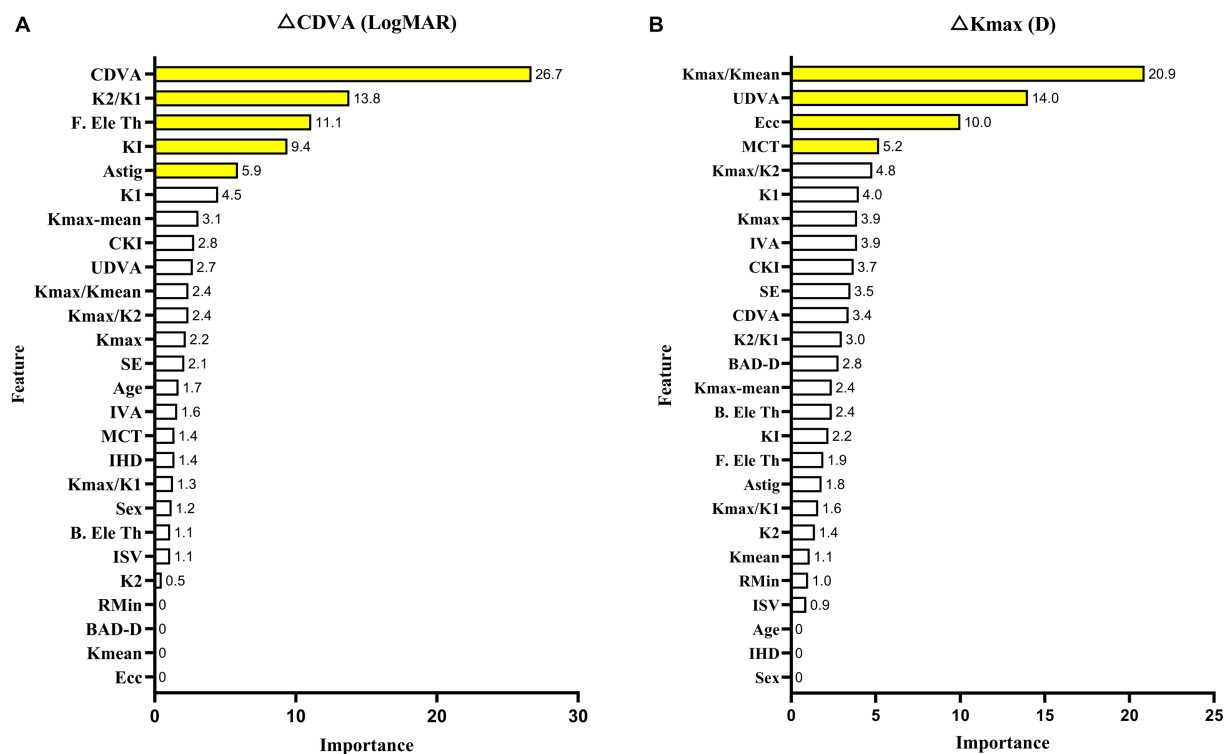 A
△CDVA (LogMAR)
CDVA 26.7
K2/K1 13.8
F. Ele Th 11.1
KI 9.4
Astig 5.9
K1 4.5
Kmax-mean 3.1
CKI 2.8
UDVA 2.7
Kmax/Kmean 2.4
Kmax/K2 2.4
Kmax 2.2
SE 2.1
Age 1.7
IVA 1.6
MCT 1.4
IHD 1.4
Kmax/K1 1.3
Sex 1.2
B. Ele Th 1.1
ISV 1.1
K2 0.5
RMin 0
BAD-D 0
Kmean 0
Ecc 0
Feature
0 10 20 30
Importance
B
△Kmax (D)
Kmax/Kmean 20.9
UDVA 14.0
Ecc 10.0
MCT 5.2
Kmax/K2 4.8
K1 4.0
Kmax 3.9
IVA 3.9
CKI 3.7
SE 3.5
CDVA 3.4
K2/K1 3.0
BAD-D 2.8
Kmax-mean 2.4
B. Ele Th 2.4
KI 2.2
F. Ele Th 1.9
Astig 1.8
Kmax/K1 1.6
K2 1.4
Kmean 1.1
RMin 1.0
ISV 0.9
Age 0
IHD 0
Sex 0
Feature
0 5 10 15 20 25
Importance